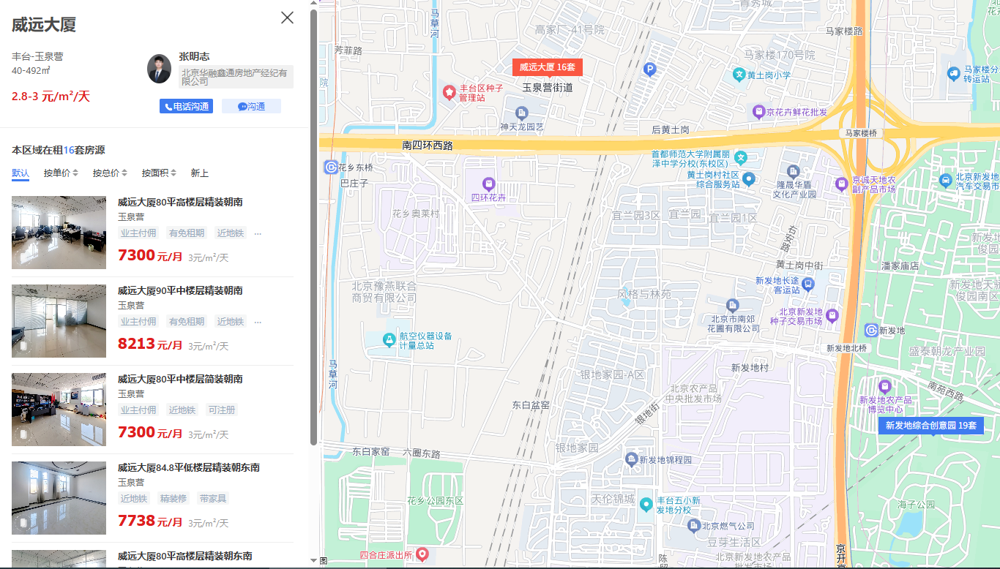 威远大厦
丰台-玉泉营
40-492㎡
2.8-3 元/m²/天
张明志
北京华融鑫通房地产经纪有
限公司
电话沟通
沟通
本区域在租16套房源
默认 按单价 按总价 按面积 新上
威远大厦80平高楼层精装朝南
玉泉营
业主付佣 有免租期 近地铁 ...
7300 元/月 3元/m²/天
威远大厦90平中楼层精装朝南
玉泉营
业主付佣 有免租期 近地铁 ...
8213 元/月 3元/m²/天
威远大厦80平中楼层简装朝南
玉泉营
业主付佣 近地铁 可注册
7300 元/月 3元/m²/天
威远大厦84.8平低楼层精装朝东南
玉泉营
近地铁 精装修 带家具
7738 元/月 3元/m²/天
威远大厦80平高楼层精装朝东南
马草河
青秀城
高家厂-41号院
马家楼路
芳菲路
马家楼170号院
威远大厦 16套
P
黄土岗小学
马家楼分
转运站
院
丰台区种子
管理站
玉泉营街道
京花卉鲜花批发
神天龙园艺
后黄土岗
马家楼桥
南四环西路
首都师范大学附属丽
泽中学分校(东校区)
花乡东桥
巴庄子
黄土岗村社区
综合服务站
隆晟华盾
文化产业园
京诚天地农
副产品市场
北京新发地
汽车交易市
四环花卉
花乡奥莱村
宜兰园3区
宜兰园
宜兰园1区
右安路
新发地
俊园
黄土岗中街
潘家庙店
北京豫燕联合
商贸有限公司
新发地长途
客运站
新发地天骄
俊园南区
风格与林苑
北京市南郊
花圃有限公司
北京新发地
种子交易市场
新发地
航空仪器设备
计量总站
新发地北桥
盛泰朝龙产业园
马草河
银地家园-A区
新发地村
北京农产品
中央批发市场
南苑西路
东白盆窑
新发地农产品
博览中心
银地街
新发地综合创意园 19套
东白家窑
六圈东路
银地家园
新发地锦程园
花乡公园东区
天伦锦城
丰台五小新
发地分校
海子公园
北京燃气公司
豆芽生活区
四合庄派出所
北京新发地农产品
批发市场
京开高
陈
图